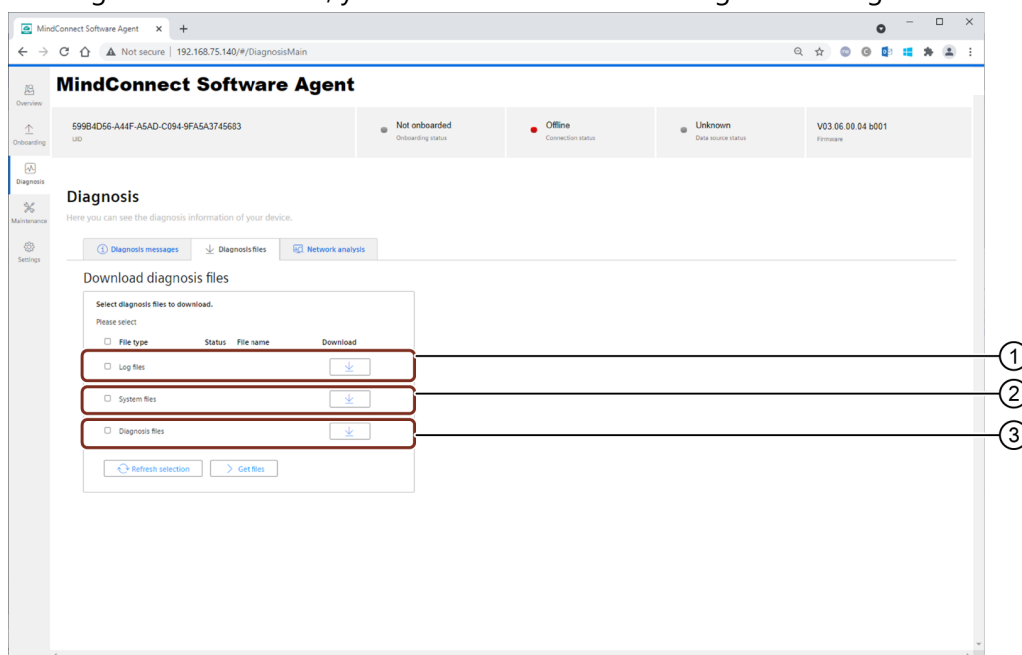 MindConnect Software Agent × +
Not secure | 192.168.75.140/#/DiagnosisMain
MindConnect Software Agent
Overview
Onboarding
Diagnosis
Maintenance
Settings
599B4D56-A44F-A5AD-C094-9FA5A3745683
UID
Not onboarded
Onboarding status
Offline
Connection status
Unknown
Data source status
V03.06.00.04 b001
Firmware
Diagnosis
Here you can see the diagnosis information of your device.
Diagnosis messages
Diagnosis files
Network analysis
Download diagnosis files
Select diagnosis files to download.
Please select
File type Status File name Download
Log files
1
System files
2
Diagnosis files
3
Refresh selection
Get files